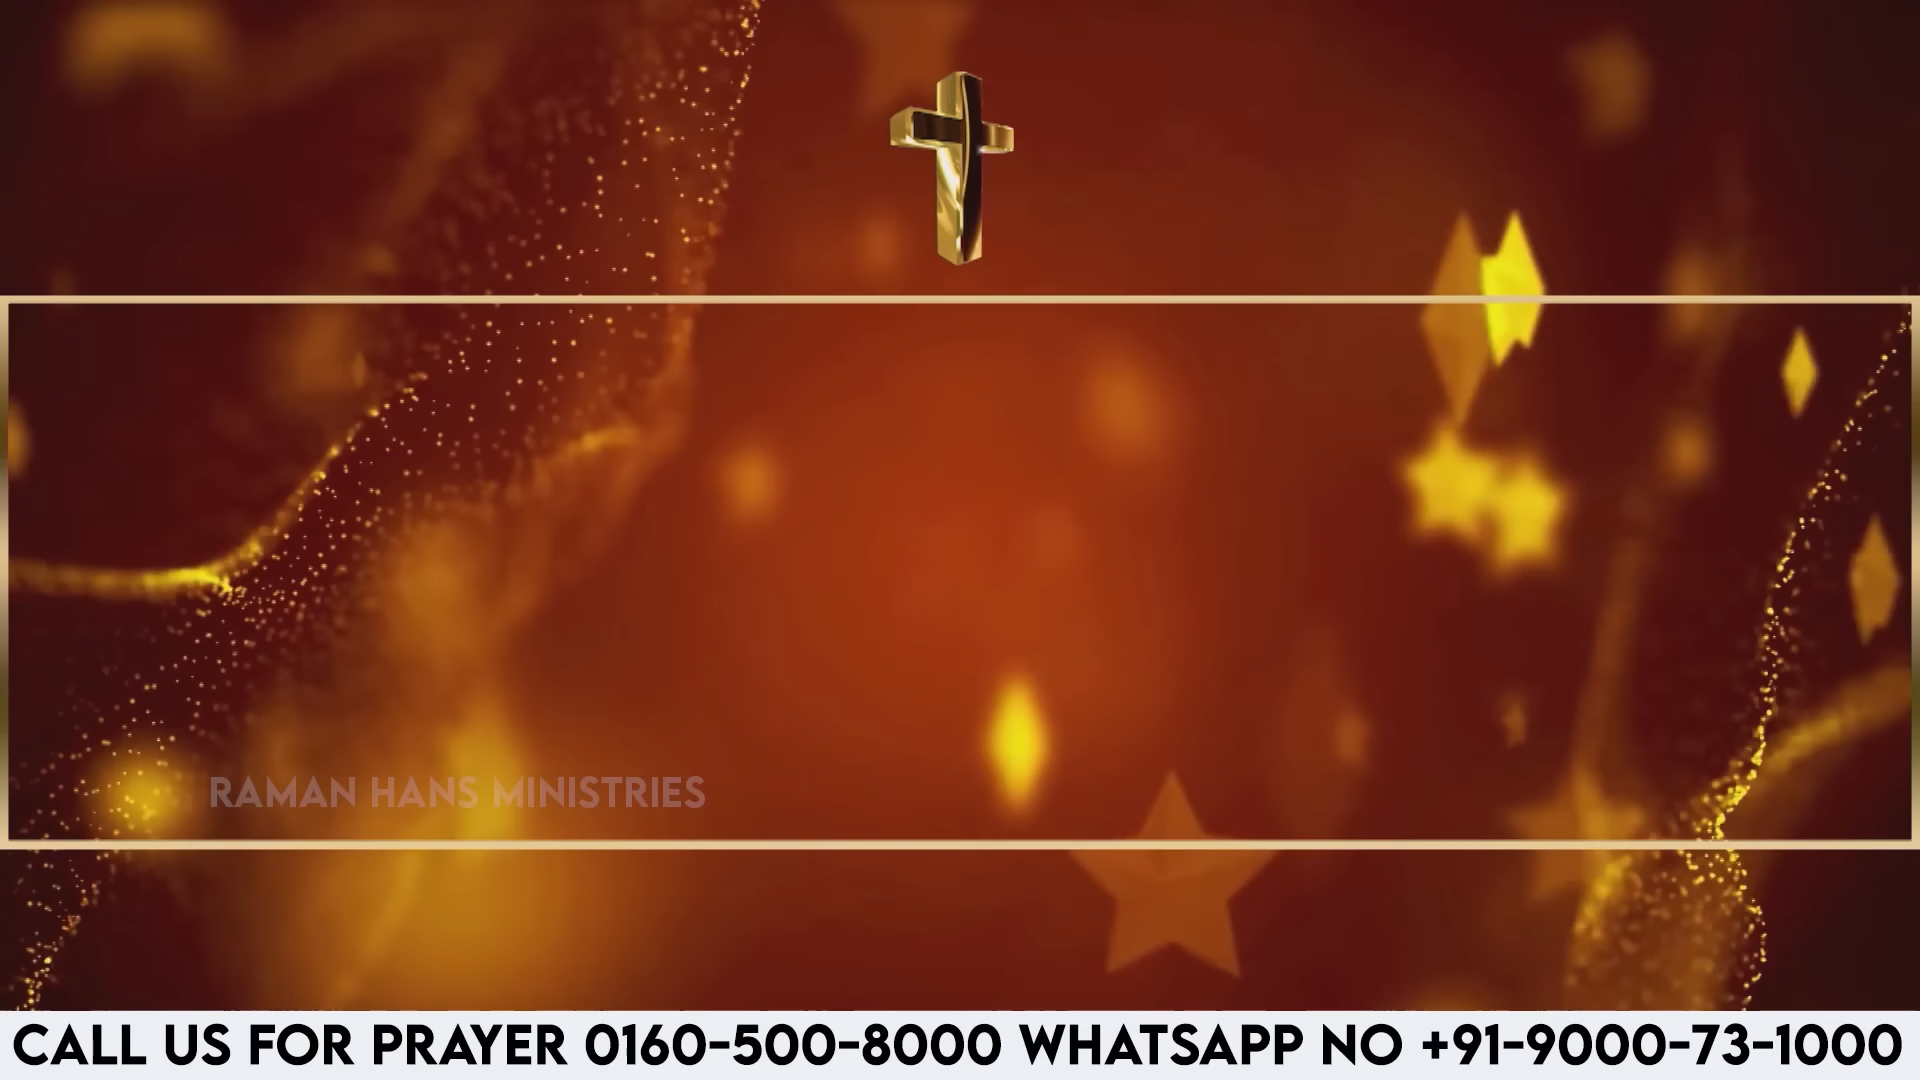 RAMAN HANS MINISTRIES
CALL US FOR PRAYER 0160-500-8000 WHATSAPP NO +91-9000-73-1000